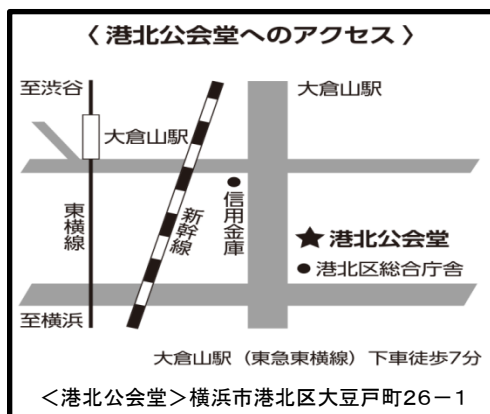 〈 港北公会堂へのアクセス 〉
至渋谷
大倉山駅
大倉山駅
東横線
新幹線
信用金庫
★ 港北公会堂
● 港北区総合庁舎
至横浜
大倉山駅（東急東横線）下車徒歩7分
＜港北公会堂＞横浜市港北区大豆戸町26－1